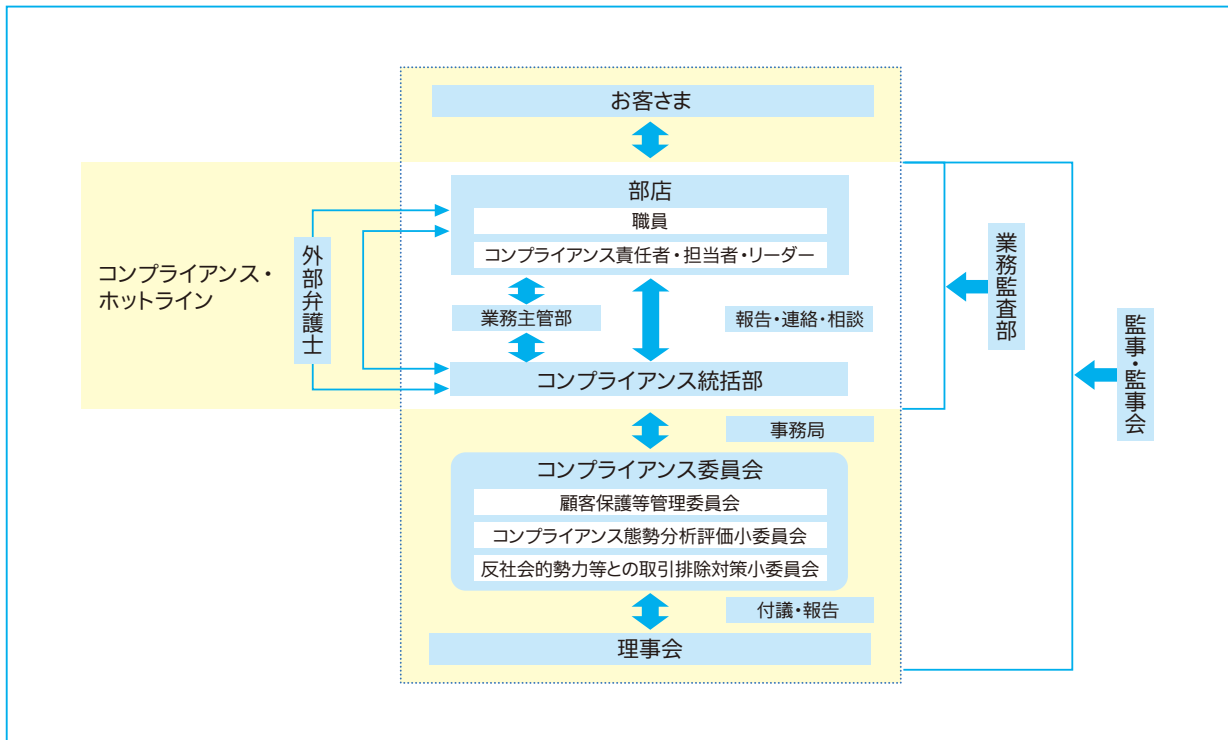 お客さま
部店
職員
コンプライアンス責任者・担当者・リーダー
コンプライアンス・
ホットライン
外部弁護士
業務主管部
報告・連絡・相談
コンプライアンス統括部
業務監査部
監事・監事会
事務局
コンプライアンス委員会
顧客保護等管理委員会
コンプライアンス態勢分析評価小委員会
反社会的勢力等との取引排除対策小委員会
付議・報告
理事会